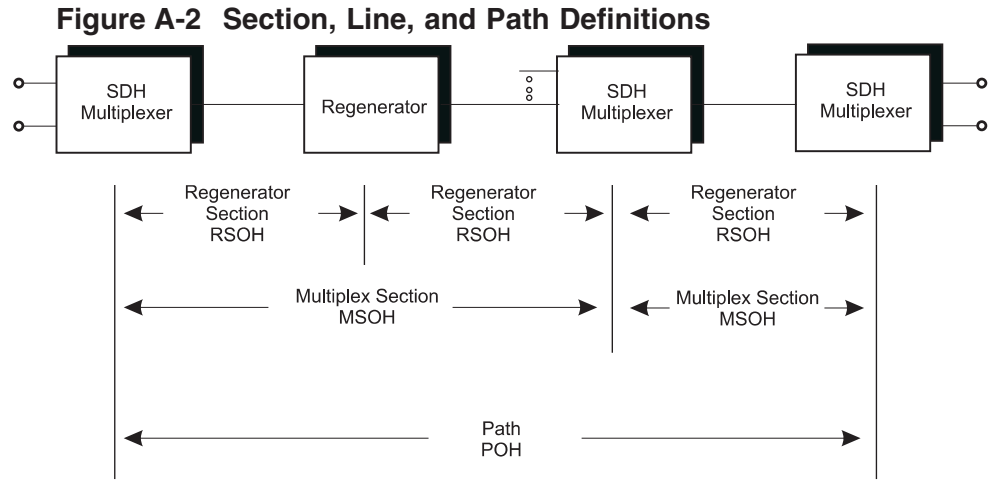 Figure A-2 Section, Line, and Path Definitions
SDH
Multiplexer
Regenerator
SDH
Multiplexer
SDH
Multiplexer
Regenerator
Section
RSOH
Regenerator
Section
RSOH
Regenerator
Section
RSOH
Multiplex Section
MSOH
Multiplex Section
MSOH
Path
POH